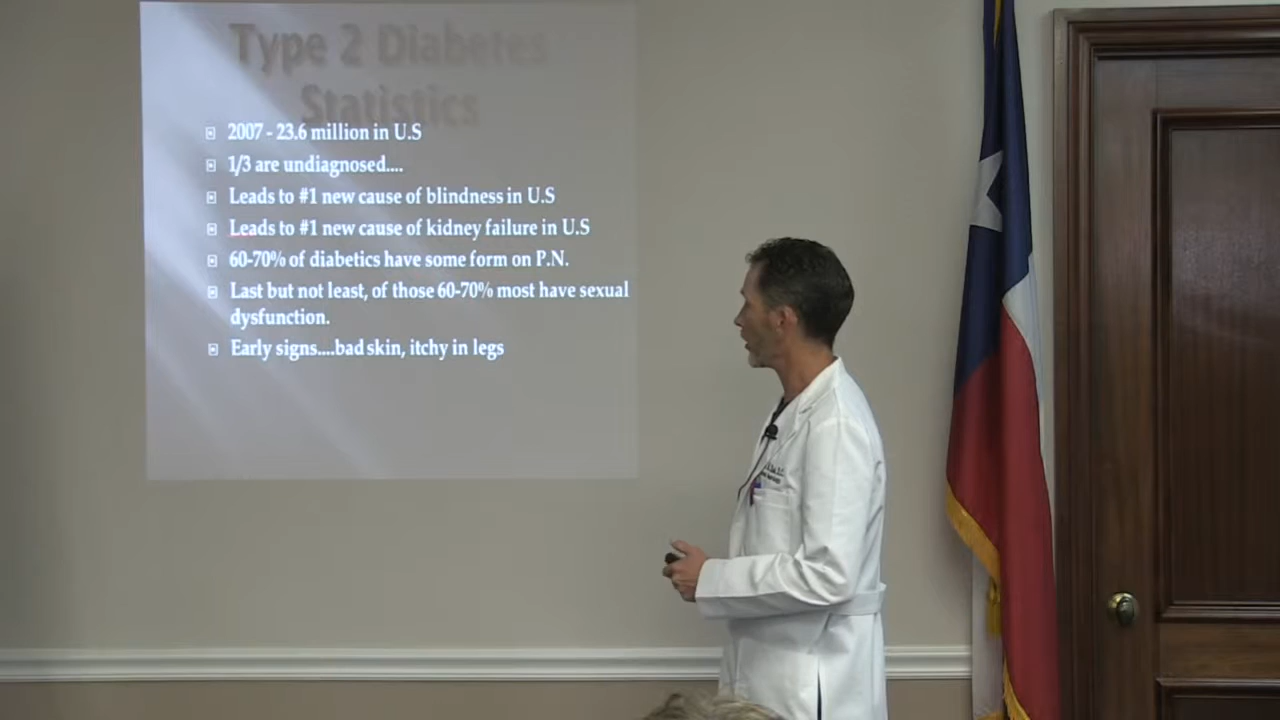 Type 2 Diabetes
Statistics
2007 - 23.6 million in U.S
1/3 are undiagnosed....
Leads to #1 new cause of blindness in U.S
Leads to #1 new cause of kidney failure in U.S
60-70% of diabetics have some form on P.N.
Last but not least, of those 60-70% most have sexual
dysfunction.
Early signs....bad skin, itchy in legs